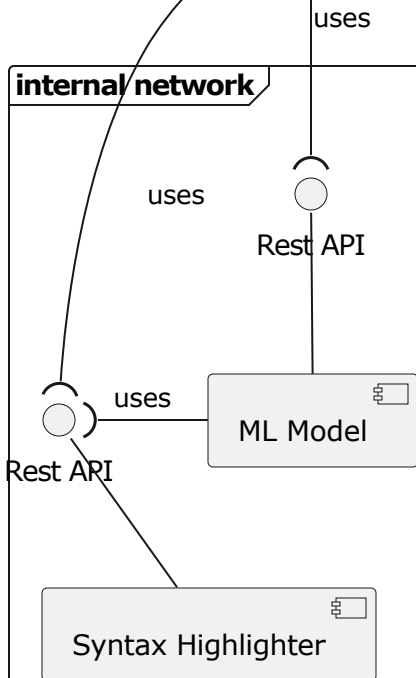 uses
internal network
uses
Rest API
uses
ML Model
Rest API
Syntax Highlighter